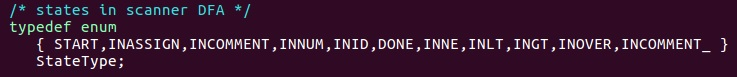 /* states in scanner DFA */
typedef enum
{ START,INASSIGN,INCOMMENT,INNUM,INID,DONE,INNE,INLT,INGT,INOVER,INCOMMENT_ }
StateType;